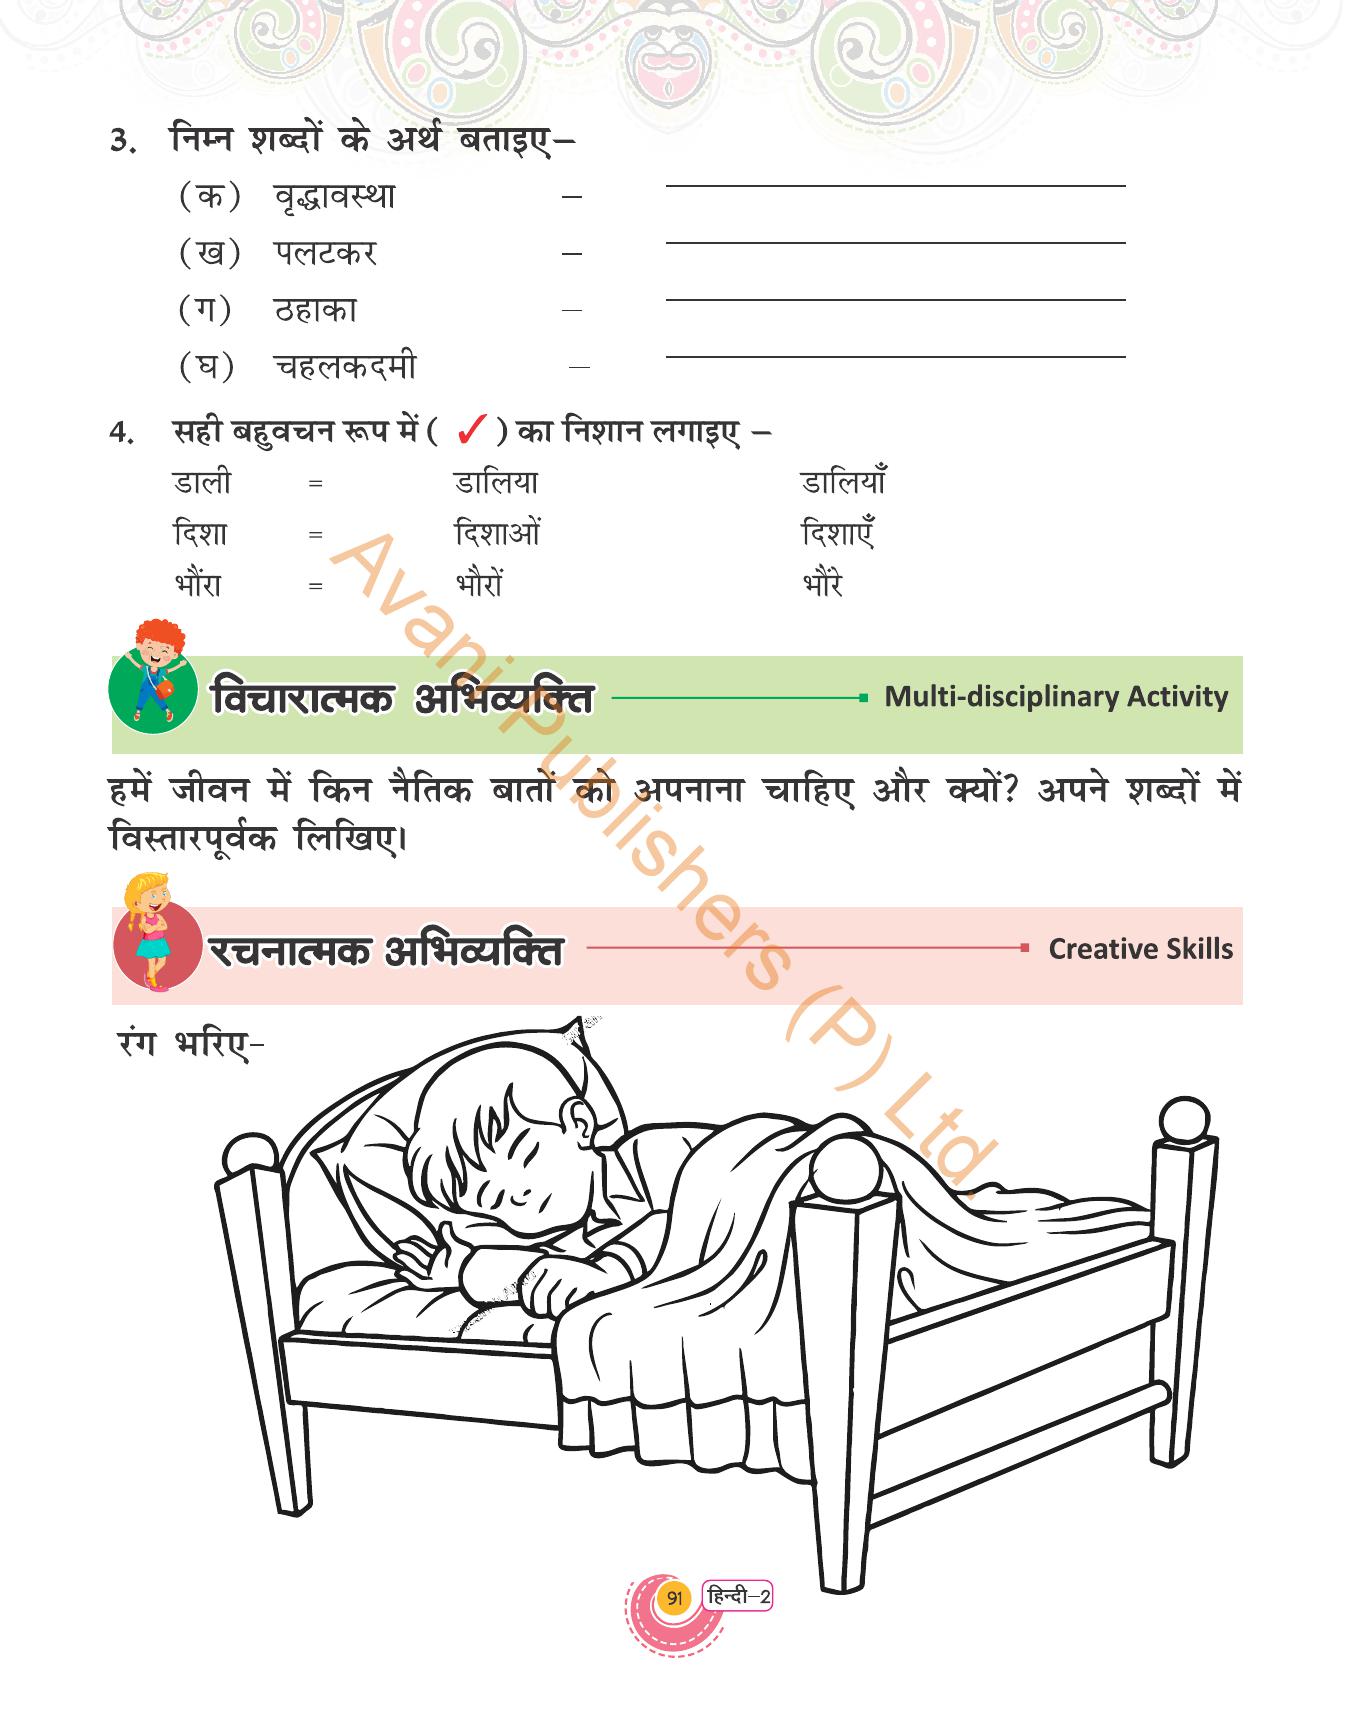 3. निम्न शब्दों के अर्थ बताइए–
(क) वृद्धावस्था –
(ख) पलटकर –
(ग) ठहाका –
(घ) चहलकदमी –
4. सही बहुवचन रूप में ( ✓ ) का निशान लगाइए –
डाली = डालिया डालियाँ
दिशा = दिशाओं दिशाएँ
भौंरा = भौरों भौंरे
विचारात्मक अभिव्यक्ति Multi-disciplinary Activity
हमें जीवन में किन नैतिक बातों को अपनाना चाहिए और क्यों? अपने शब्दों में
विस्तारपूर्वक लिखिए।
रचनात्मक अभिव्यक्ति Creative Skills
रंग भरिए-
Avani Publishers (P) Ltd.
91 हिन्दी–2